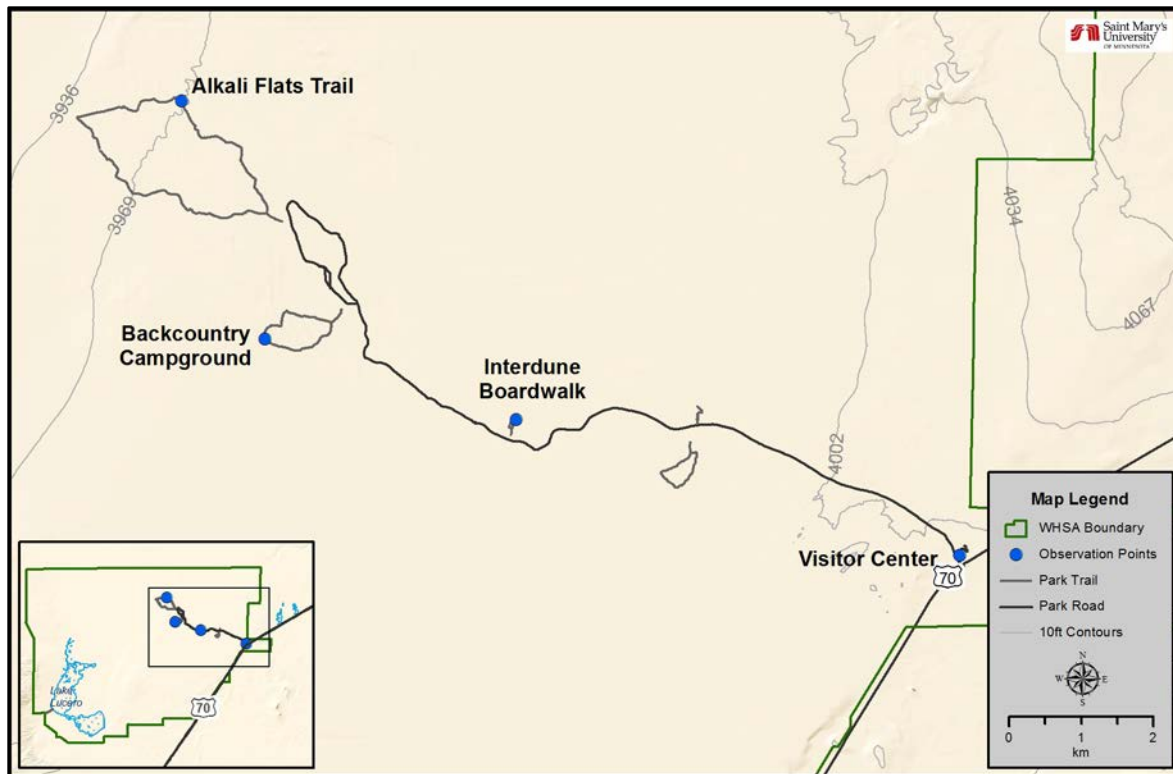 Saint Mary's
University
OF MINNESOTA
Alkali Flats Trail
3936
3969
4034
4067
Backcountry
Campground
Interdune
Boardwalk
4002
Visitor Center
70
Map Legend
WHSA Boundary
Observation Points
Park Trail
Park Road
10ft Contours
N
W
E
S
0
1
2
km
Lake
Lucero
70